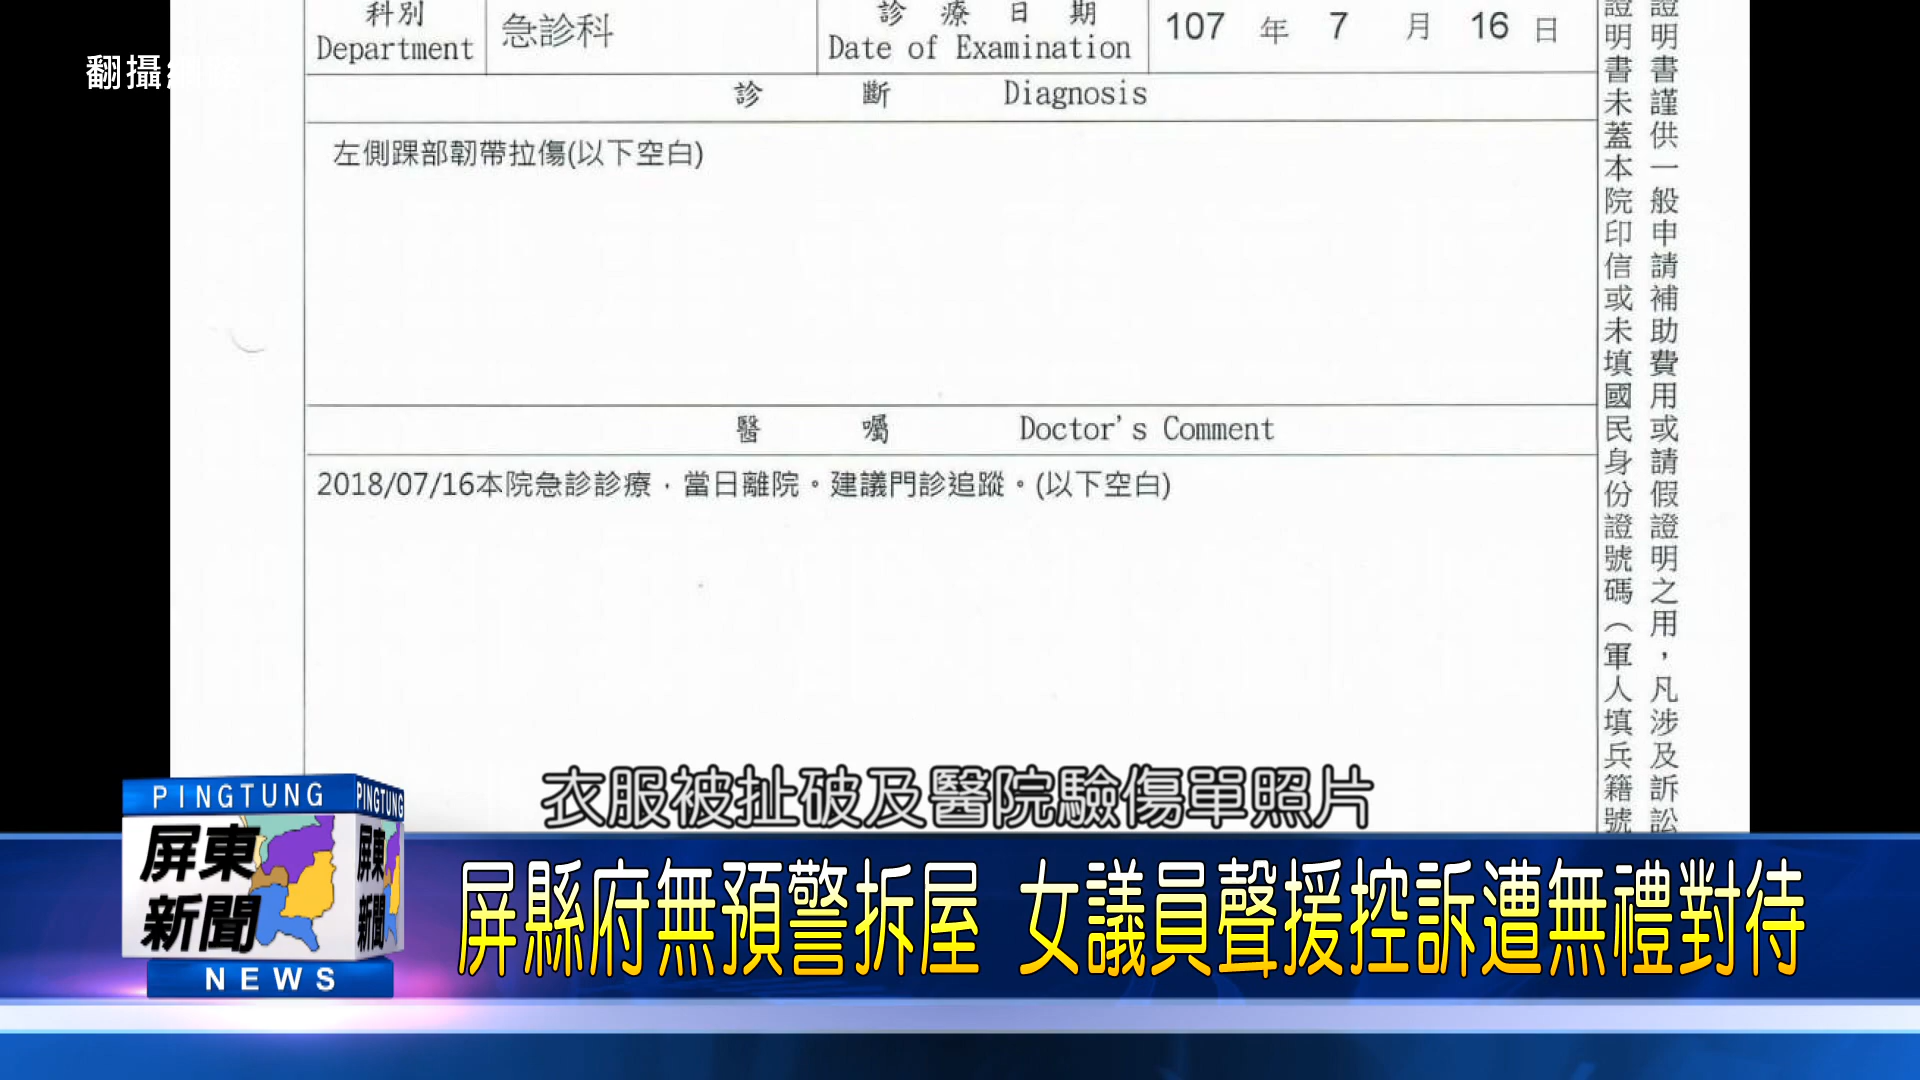 科別
Department
急診科
診療日期
Date of Examination
107 年 7 月 16 日
翻攝
診斷 Diagnosis
左側踝部韌帶拉傷(以下空白)
醫囑 Doctor's Comment
2018/07/16本院急診診療，當日離院。建議門診追蹤。(以下空白)
證明書謹供一般申請補助費用或請假證明之用，凡涉及訴訟
證明書未蓋本院印信或未填國民身份證號碼（軍人填兵籍號
衣服被扯破及醫院驗傷單照片
PINGTUNG
PINGTUNG
屏東
新聞
屏東
新聞
NEWS
屏縣府無預警拆屋 女議員聲援控訴遭無禮對待